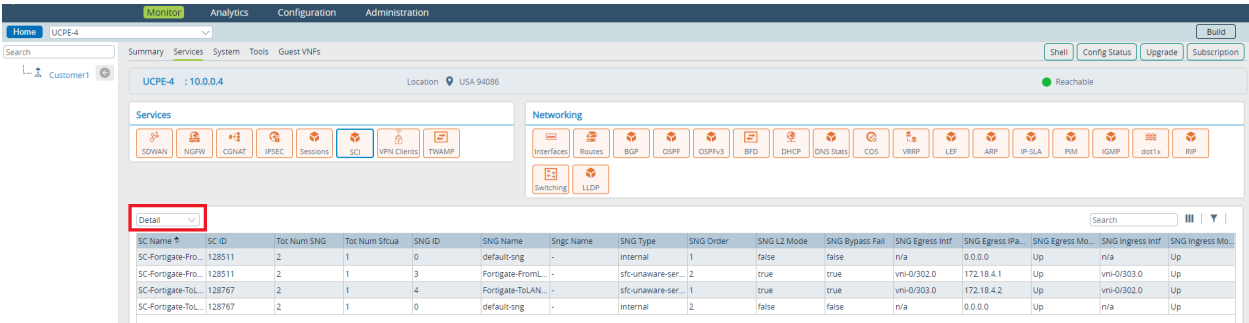 Monitor Analytics Configuration Administration
Home UCPE-4 Build
Search Summary Services System Tools Guest VNFs Shell Config Status Upgrade Subscription
Customer1
UCPE-4 : 10.0.0.4 Location USA 94086 Reachable
Services
SDWAN NGFW CGNAT IPSEC Sessions SCI VPN Clients TWAMP
Networking
Interfaces Routes BGP OSPF OSPFv3 BFD DHCP DNS Stats COS VRRP LEF ARP IP-SLA PIM IGMP dot1x RIP
Switching LLDP
Detail Search
SC Name SC ID Tot Num SNG Tot Num Sfcua SNG ID SNG Name Sngc Name SNG Type SNG Order SNG L2 Mode SNG Bypass Fail SNG Egress Intf SNG Egress IPa... SNG Egress Mo... SNG Ingress Intf SNG Ingress Mo...
SC-Fortigate-Fro... 128511 2 1 0 default-sng - internal 1 false false n/a 0.0.0.0 Up n/a Up
SC-Fortigate-Fro... 128511 2 1 3 Fortigate-FromL... - sfc-unaware-ser... 2 true true vni-0/302.0 172.18.4.1 Up vni-0/303.0 Up
SC-Fortigate-ToL... 128767 2 1 4 Fortigate-ToLAN... - sfc-unaware-ser... 1 true true vni-0/303.0 172.18.4.2 Up vni-0/302.0 Up
SC-Fortigate-ToL... 128767 2 1 0 default-sng - internal 2 false false n/a 0.0.0.0 Up n/a Up